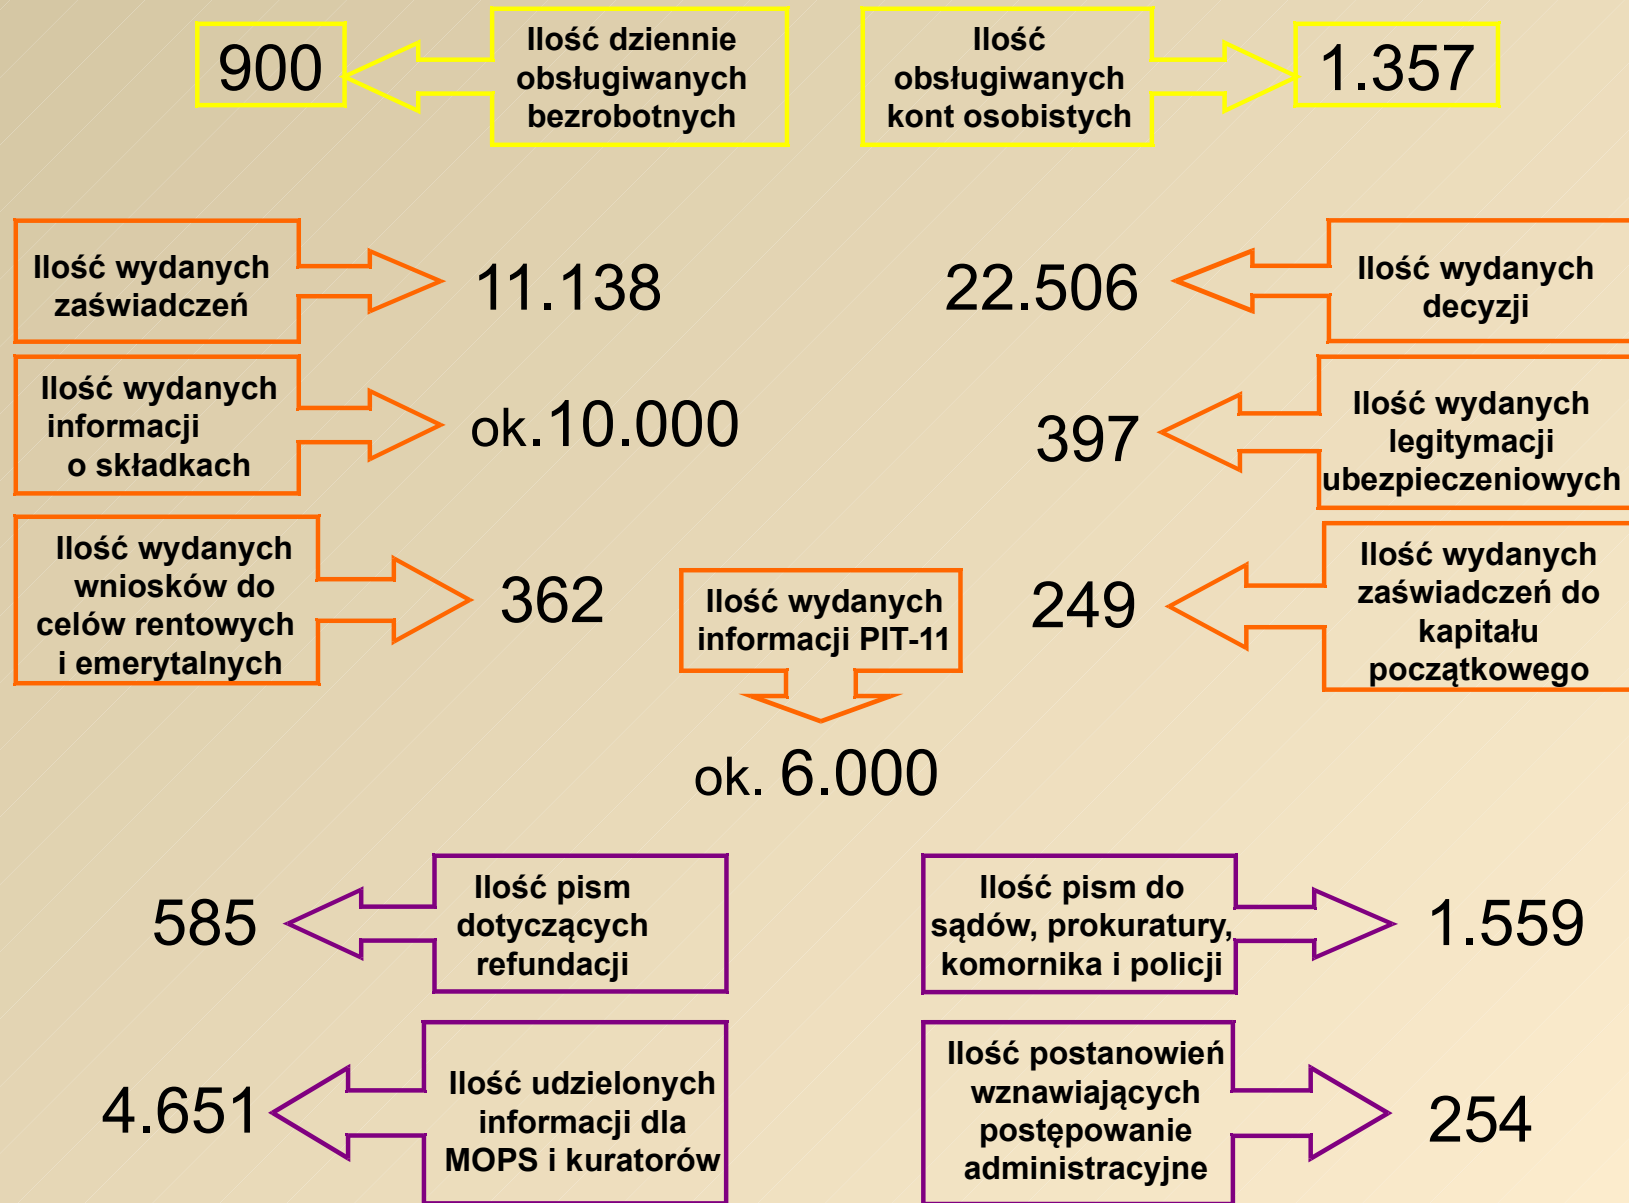 900
Ilość dziennie
obsługiwanych
bezrobotnych
Ilość
obsługiwanych
kont osobistych
1.357
Ilość wydanych
zaświadczeń
11.138
22.506
Ilość wydanych
decyzji
Ilość wydanych
informacji
o składkach
ok.10.000
397
Ilość wydanych
legitymacji
ubezpieczeniowych
Ilość wydanych
wniosków do
celów rentowych
i emerytalnych
362
Ilość wydanych
informacji PIT-11
ok. 6.000
249
Ilość wydanych
zaświadczeń do
kapitału
początkowego
585
Ilość pism
dotyczących
refundacji
Ilość pism do
sądów, prokuratury,
komornika i policji
1.559
4.651
Ilość udzielonych
informacji dla
MOPS i kuratorów
Ilość postanowień
wznawiających
postępowanie
administracyjne
254